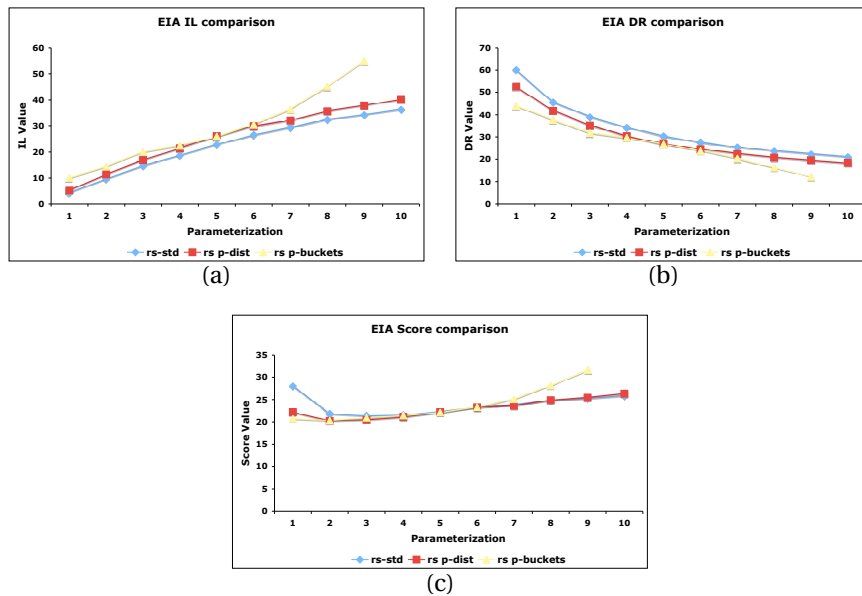 EIA IL comparison
60
50
40
30
20
10
0
IL Value
1 2 3 4 5 6 7 8 9 10
Parameterization
rs-std rs p-dist rs p-buckets
(a)
EIA DR comparison
70
60
50
40
30
20
10
0
DR Value
1 2 3 4 5 6 7 8 9 10
Parameterization
rs-std rs p-dist rs p-buckets
(b)
EIA Score comparison
35
30
25
20
15
10
5
0
Score Value
1 2 3 4 5 6 7 8 9 10
Parameterization
rs-std rs p-dist rs p-buckets
(c)